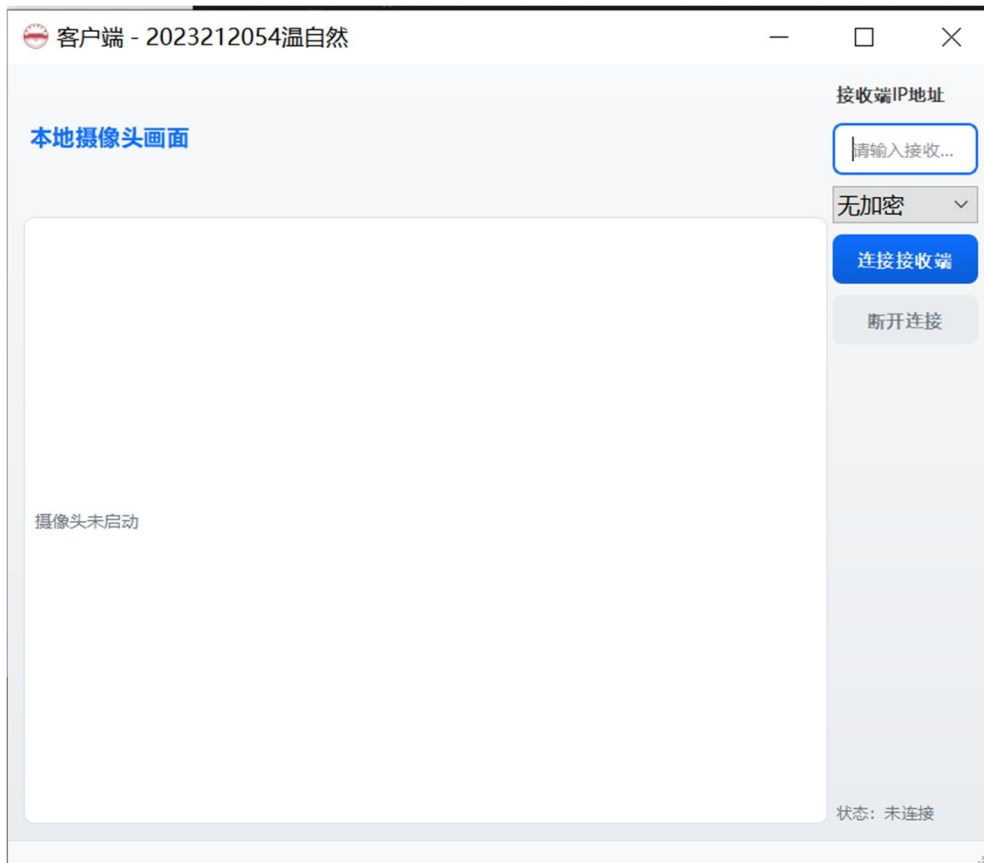 客户端 - 2023212054温自然
接收端IP地址
本地摄像头画面
请输入接收...
无加密
连接接收端
断开连接
摄像头未启动
状态：未连接